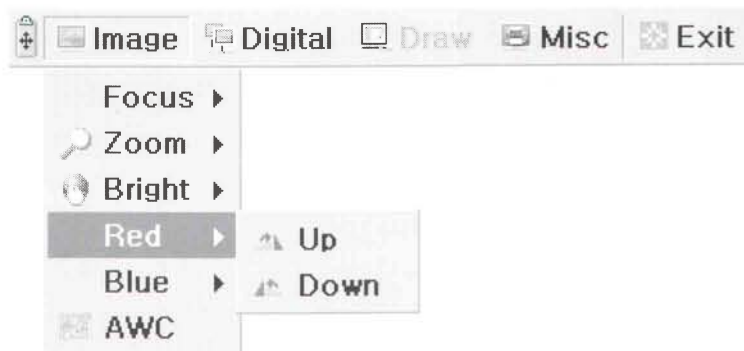 Image Digital Draw Misc Exit
Focus
Zoom
Bright
Red
Up
Blue
Down
AWC